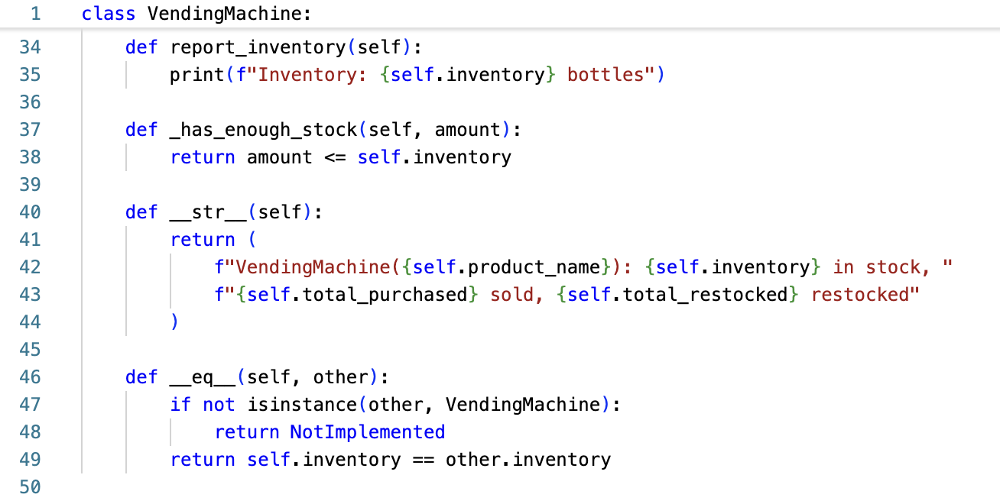 1 class VendingMachine:
34     def report_inventory(self):
35         print(f"Inventory: {self.inventory} bottles")
36
37     def _has_enough_stock(self, amount):
38         return amount <= self.inventory
39
40     def __str__(self):
41         return (
42             f"VendingMachine({self.product_name}): {self.inventory} in stock, "
43             f"{self.total_purchased} sold, {self.total_restocked} restocked"
44         )
45
46     def __eq__(self, other):
47         if not isinstance(other, VendingMachine):
48             return NotImplemented
49         return self.inventory == other.inventory
50